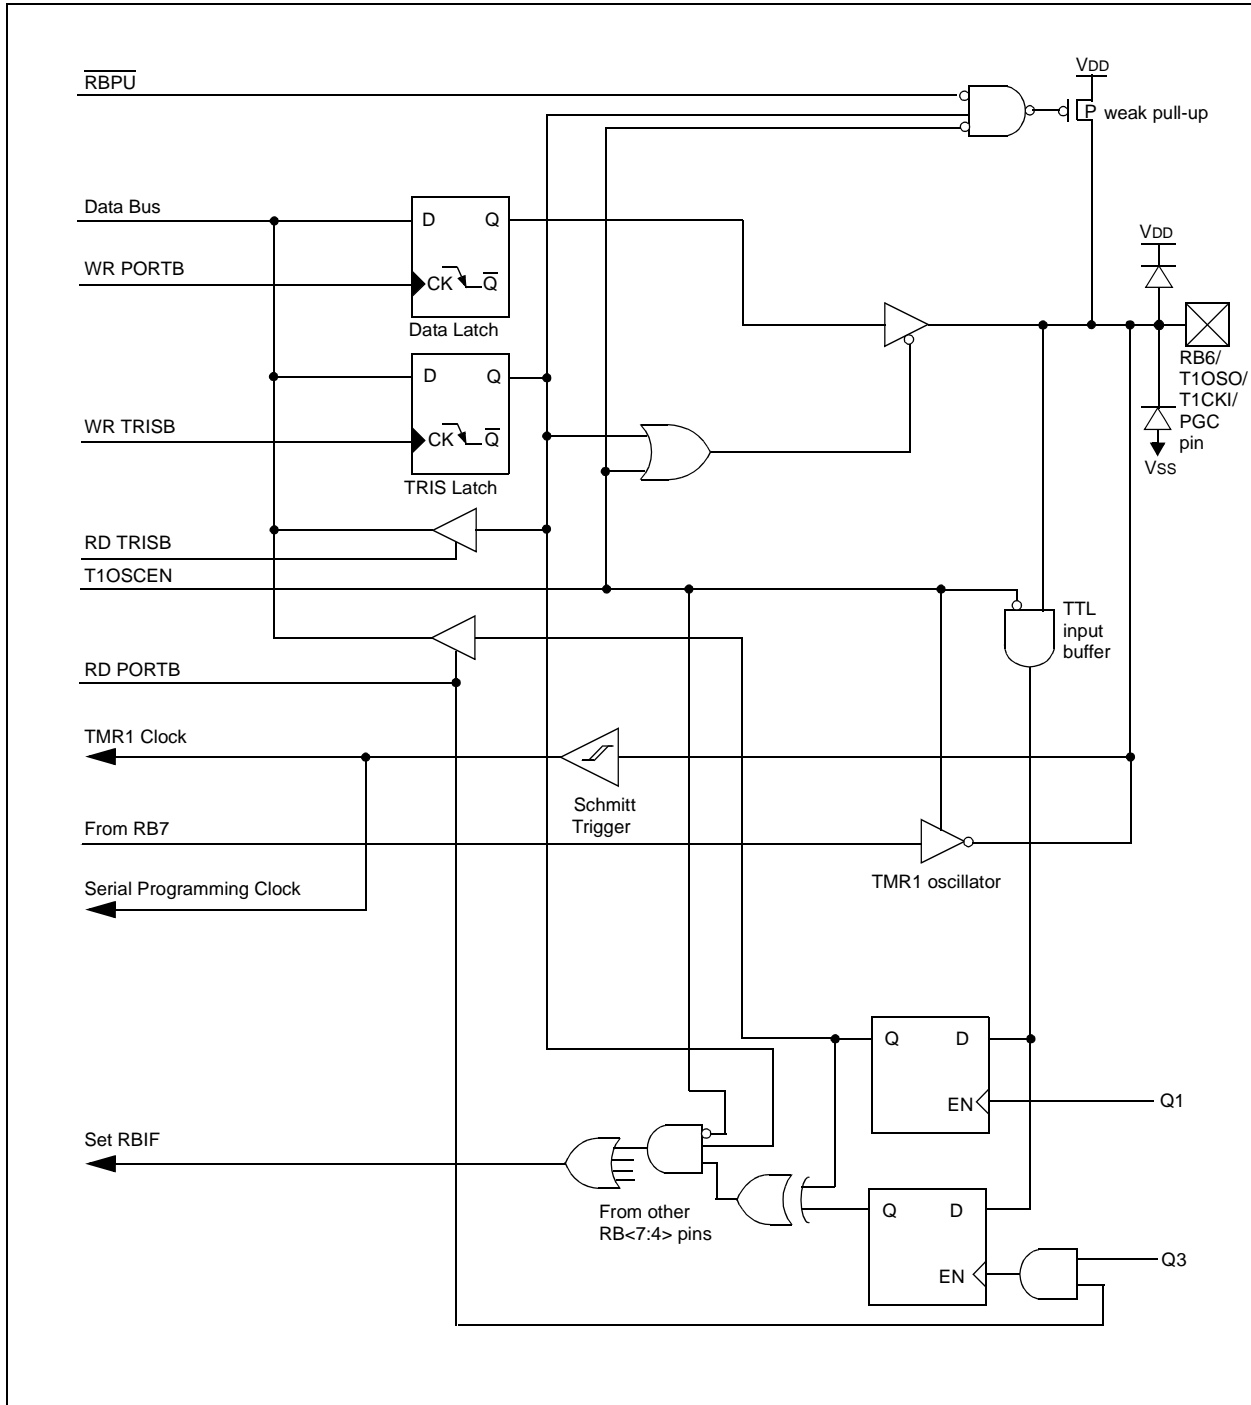 RBPU
VDD
P weak pull-up
Data Bus
D Q
VDD
WR PORTB
CK Q
Data Latch
D Q
RB6/
T1OSO/
T1CKI/
PGC
pin
WR TRISB
CK Q
VSS
TRIS Latch
RD TRISB
T1OSCEN
TTL
input
buffer
RD PORTB
TMR1 Clock
Schmitt
Trigger
From RB7
TMR1 oscillator
Serial Programming Clock
Q D
EN
Q1
Set RBIF
From other
RB<7:4> pins
Q D
EN
Q3